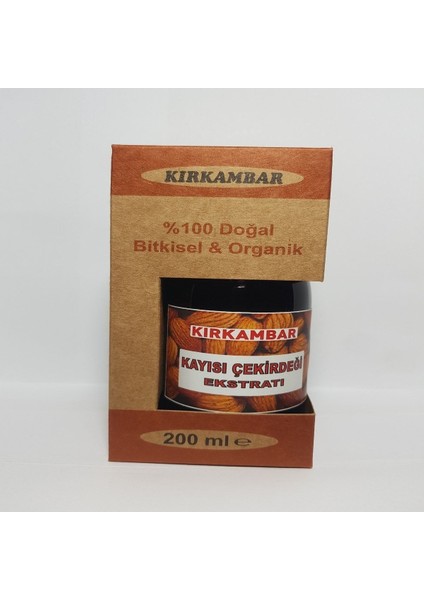 KIRKAMBAR
%100 Doğal
Bitkisel & Organik
KIRKAMBAR
KAYISI ÇEKİRDEĞİ
EKSTRATI
200 ml ℮